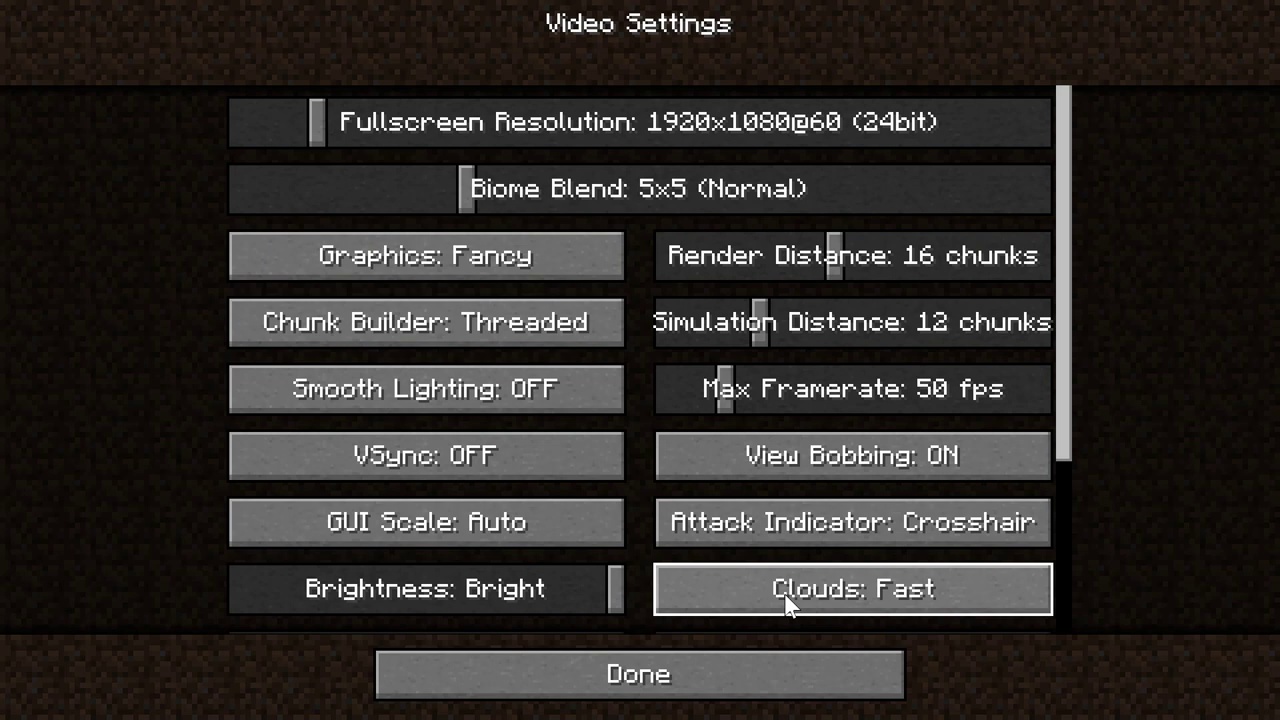 Video Settings
Fullscreen Resolution: 1920x1080@60 (24bit)
Biome Blend: 5x5 (Normal)
Graphics: Fancy
Render Distance: 16 chunks
Chunk Builder: Threaded
Simulation Distance: 12 chunks
Smooth Lighting: OFF
Max Framerate: 50 fps
VSync: OFF
View Bobbing: ON
GUI Scale: Auto
Attack Indicator: Crosshair
Brightness: Bright
Clouds: Fast
Done